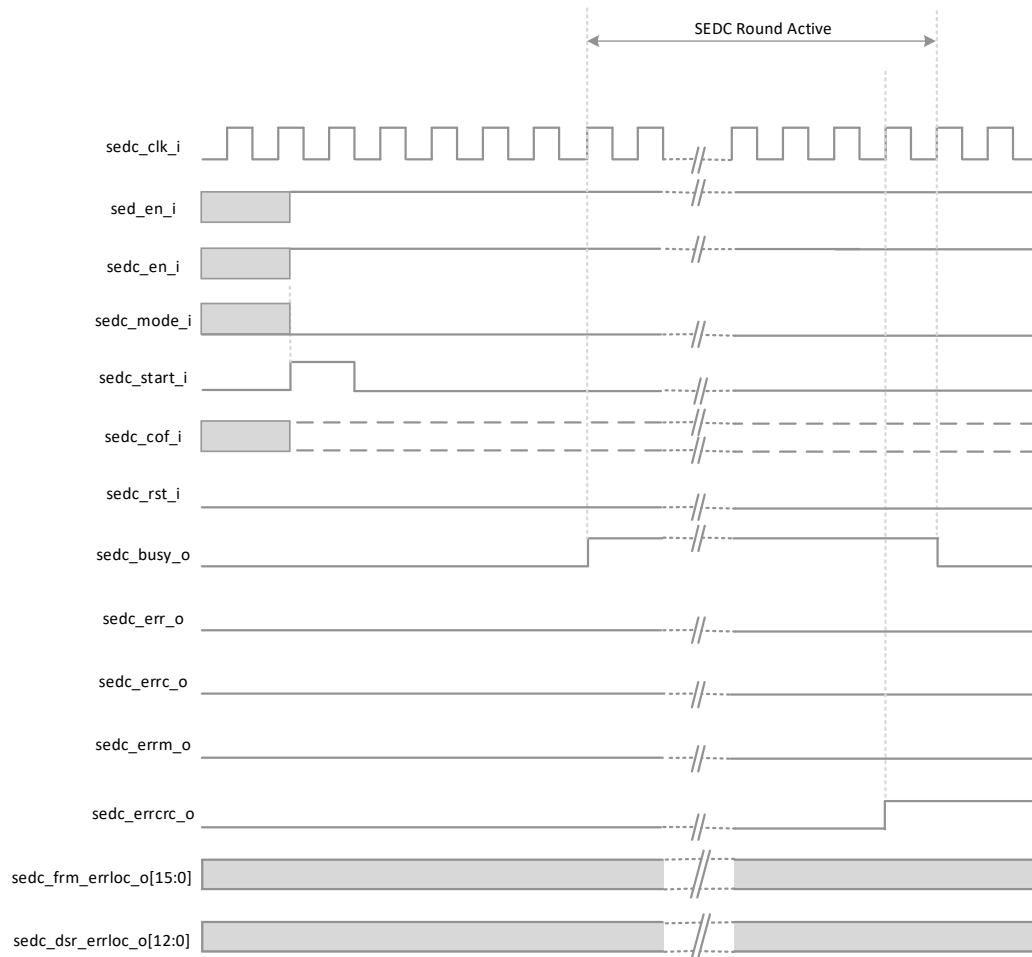 SEDC Round Active
sedc_clk_i
sed_en_i
sedc_en_i
sedc_mode_i
sedc_start_i
sedc_cof_i
sedc_rst_i
sedc_busy_o
sedc_err_o
sedc_errc_o
sedc_errm_o
sedc_errcrc_o
sedc_frm_errloc_o[15:0]
sedc_dsr_errloc_o[12:0]